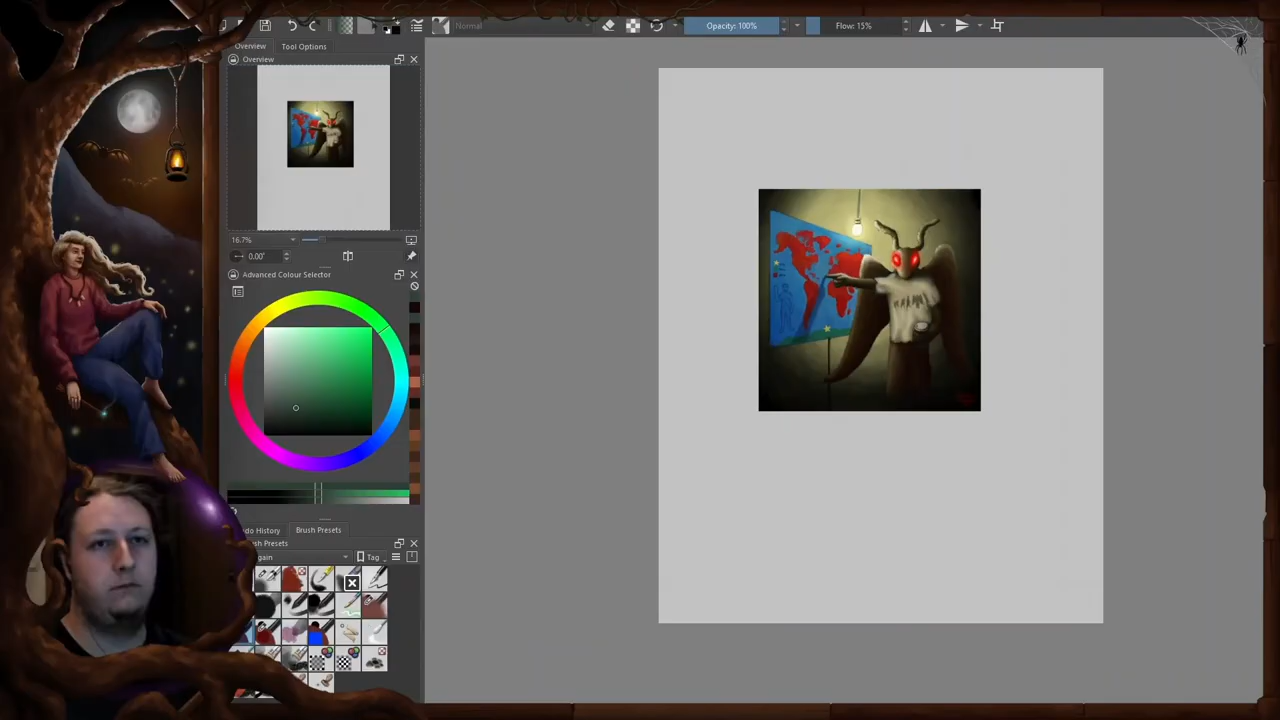 Normal
Opacity: 100%
Flow: 15%
Overview
Tool Options
Overview
16.7%
0.00°
Advanced Colour Selector
do History
Brush Presets
sh Presets
gain
Tag